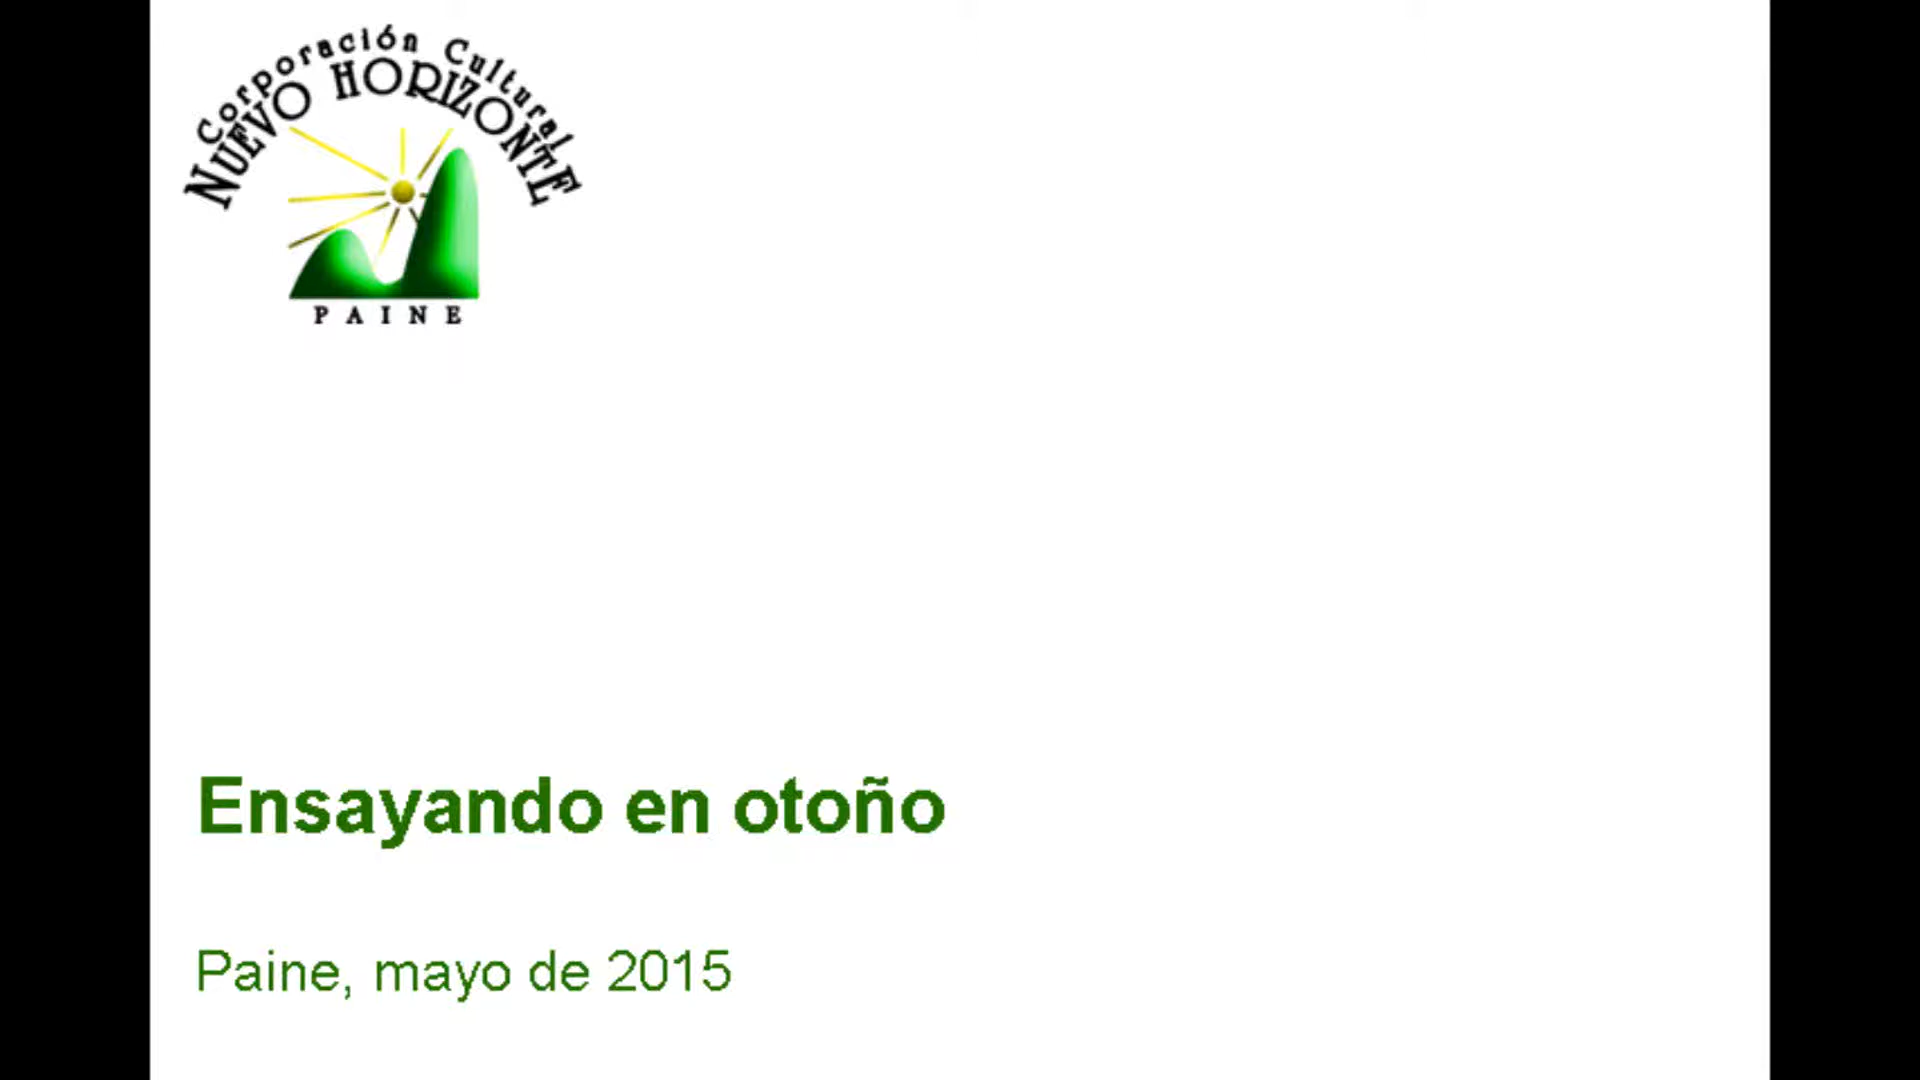 Corporación Cultural
NUEVO HORIZONTE
PAINE
Ensayando en otoño
Paine, mayo de 2015